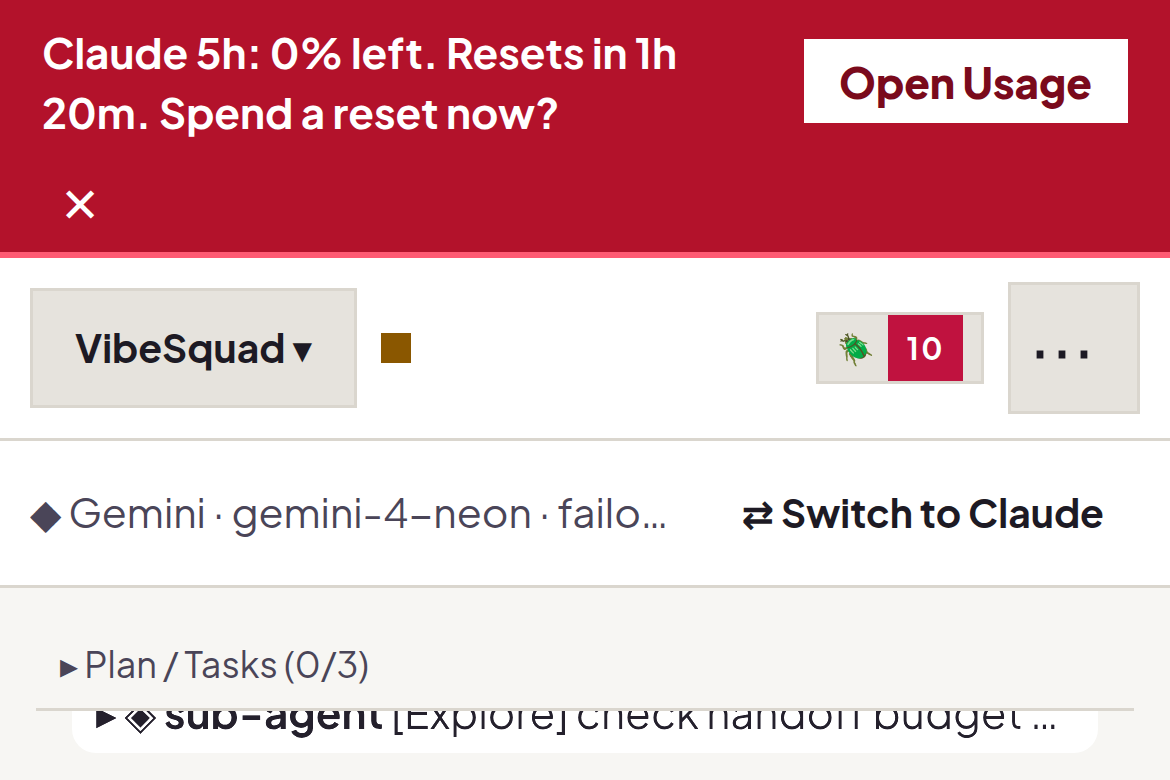 Claude 5h: 0% left. Resets in 1h
20m. Spend a reset now?
Open Usage
✕
VibeSquad ▾
🪲 10
...
◆ Gemini · gemini-4-neon · failo…
⇄ Switch to Claude
▸ Plan / Tasks (0/3)
▸ ◈ sub-agent [Explore] check handoff budget …